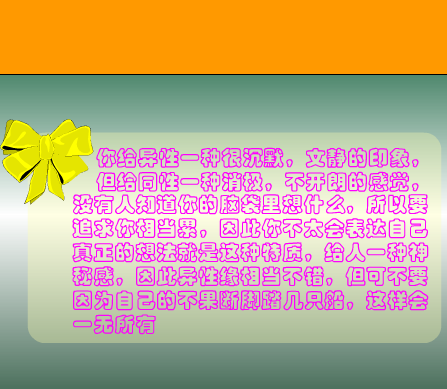 你给异性一种很沉默，文静的印象，
但给同性一种消极，不开朗的感觉，
没有人知道你的脑袋里想什么，所以要
追求你相当累，因此你不太会表达自己
真正的想法就是这种特质，给人一种神
秘感，因此异性缘相当不错，但可不要
因为自己的不果断脚踏几只船，这样会
一无所有